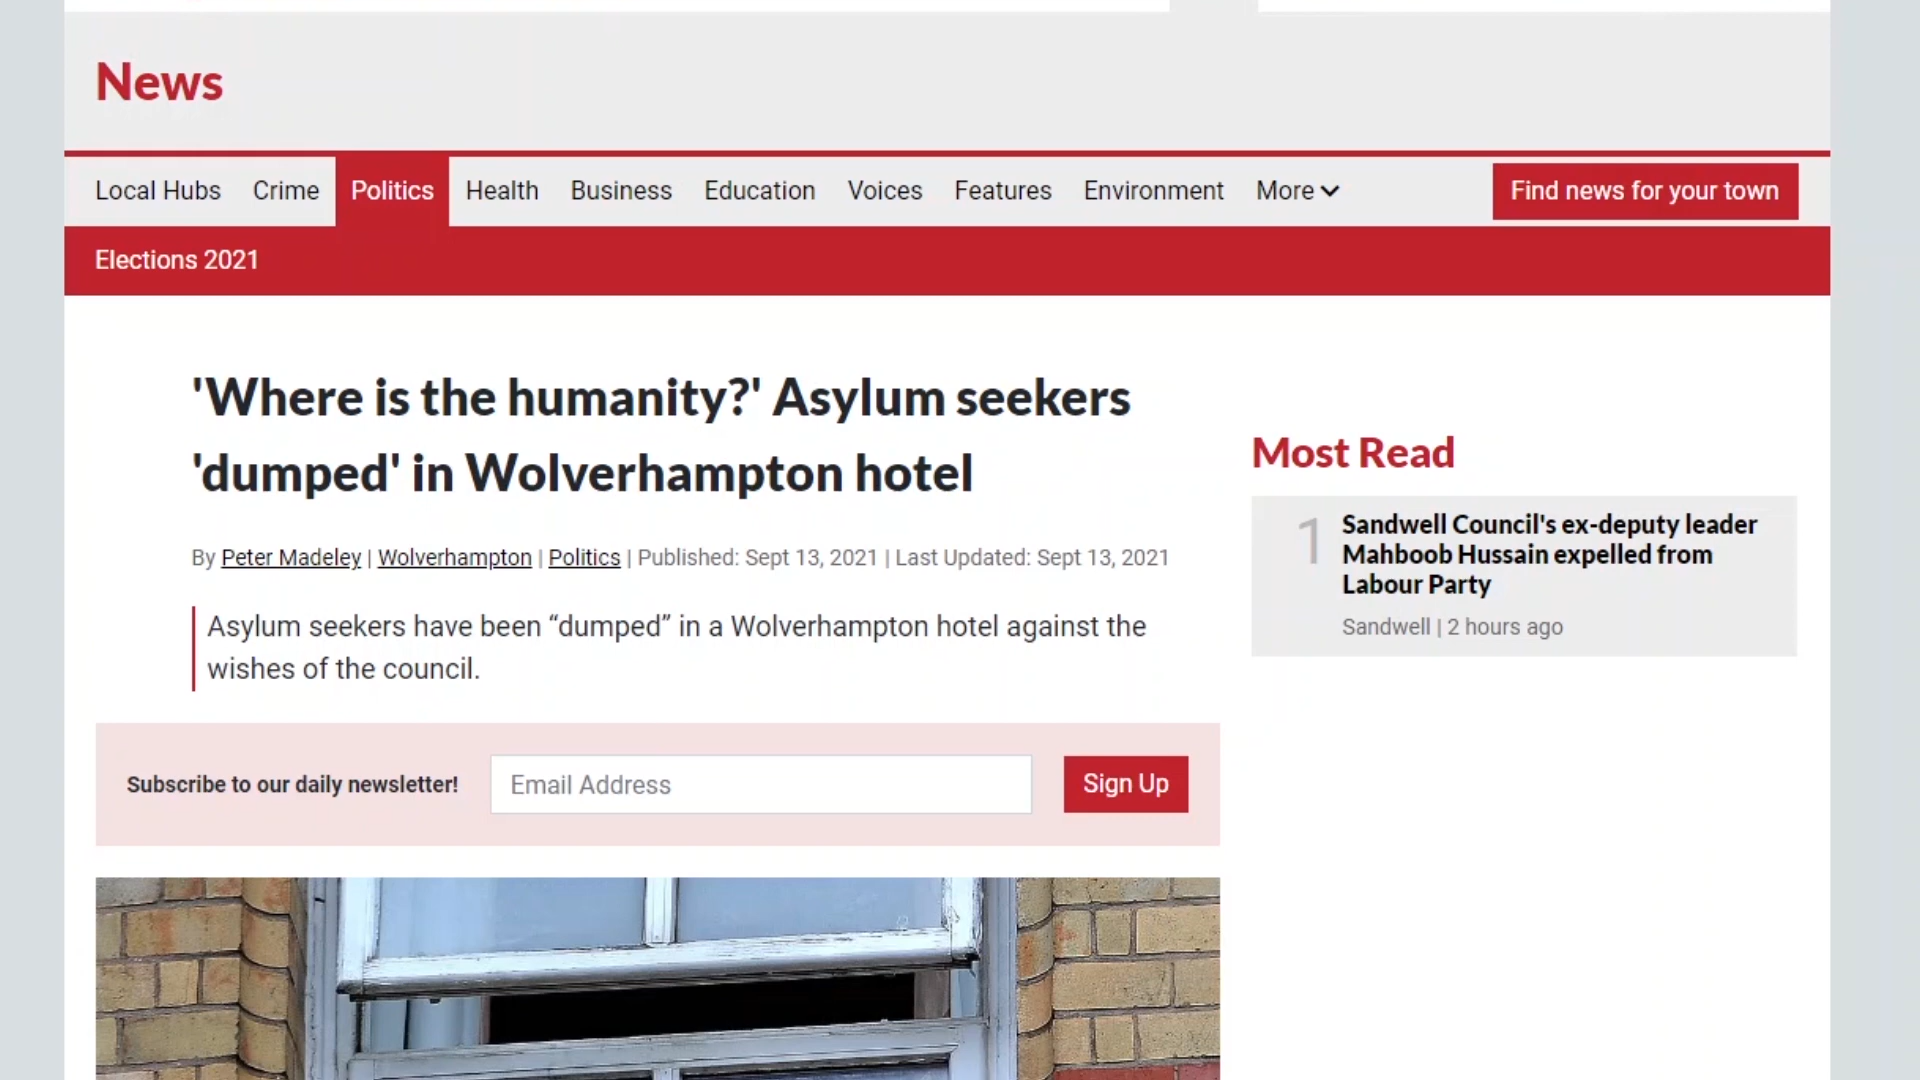 News
Local Hubs Crime Politics Health Business Education Voices Features Environment More Find news for your town
Elections 2021
'Where is the humanity?' Asylum seekers
'dumped' in Wolverhampton hotel
By Peter Madeley | Wolverhampton | Politics | Published: Sept 13, 2021 | Last Updated: Sept 13, 2021
Asylum seekers have been “dumped” in a Wolverhampton hotel against the
wishes of the council.
Subscribe to our daily newsletter! Email Address Sign Up
Most Read
1 Sandwell Council's ex-deputy leader
Mahboob Hussain expelled from
Labour Party
Sandwell | 2 hours ago